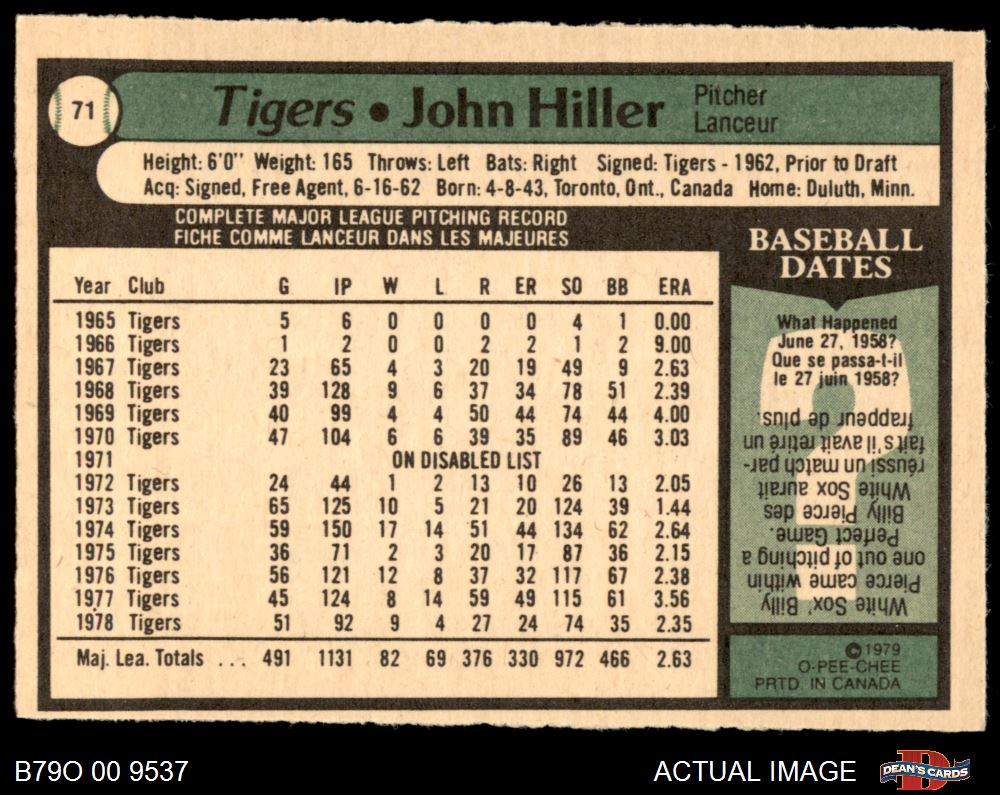 71
Tigers • John Hiller
Pitcher
Lanceur
Height: 6'0" Weight: 165 Throws: Left Bats: Right Signed: Tigers - 1962, Prior to Draft
Acq: Signed, Free Agent, 6-16-62 Born: 4-8-43, Toronto, Ont., Canada Home: Duluth, Minn.
COMPLETE MAJOR LEAGUE PITCHING RECORD
FICHE COMME LANCEUR DANS LES MAJEURES
Year Club G IP W L R ER SO BB ERA
1965 Tigers 5 6 0 0 0 0 4 1 0.00
1966 Tigers 1 2 0 0 2 2 1 2 9.00
1967 Tigers 23 65 4 3 20 19 49 9 2.63
1968 Tigers 39 128 9 6 37 34 78 51 2.39
1969 Tigers 40 99 4 4 50 44 74 44 4.00
1970 Tigers 47 104 6 6 39 35 89 46 3.03
1971 ON DISABLED LIST
1972 Tigers 24 44 1 2 13 10 26 13 2.05
1973 Tigers 65 125 10 5 21 20 124 39 1.44
1974 Tigers 59 150 17 14 51 44 134 62 2.64
1975 Tigers 36 71 2 3 20 17 87 36 2.15
1976 Tigers 56 121 12 8 37 32 117 67 2.38
1977 Tigers 45 124 8 14 59 49 115 61 3.56
1978 Tigers 51 92 9 4 27 24 74 35 2.35
Maj. Lea. Totals ... 491 1131 82 69 376 330 972 466 2.63
BASEBALL
DATES
What Happened
June 27, 1958?
Que se passa-t-il
le 27 juin 1958?
White Sox' Billy
Pierce came within
one out of pitching a
Perfect Game.
Billy Pierce des
White Sox aurait
réussi un match par-
fait s'il avait retiré un
frappeur de plus.
©1979
O-PEE-CHEE
PRTD. IN CANADA
B79O 00 9537
ACTUAL IMAGE
DEAN'S CARDS